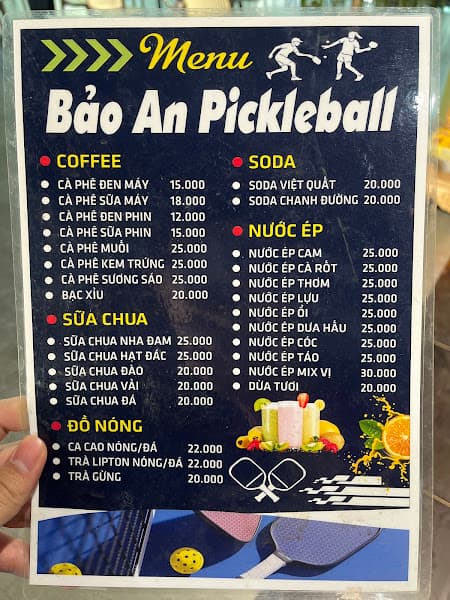 Menu
Bảo An Pickleball
COFFEE
CÀ PHÊ ĐEN MÁY 15.000
CÀ PHÊ SỮA MÁY 18.000
CÀ PHÊ ĐEN PHIN 12.000
CÀ PHÊ SỮA PHIN 15.000
CÀ PHÊ MUỐI 25.000
CÀ PHÊ KEM TRỨNG 25.000
CÀ PHÊ SƯƠNG SÁO 25.000
BẠC XỈU 20.000
SỮA CHUA
SỮA CHUA NHA ĐAM 25.000
SỮA CHUA HẠT ĐÁC 25.000
SỮA CHUA ĐÀO 20.000
SỮA CHUA VẢI 20.000
SỮA CHUA ĐÁ 20.000
ĐỒ NÓNG
CA CAO NÓNG/ĐÁ 22.000
TRÀ LIPTON NÓNG/ĐÁ 22.000
TRÀ GỪNG 20.000
SODA
SODA VIỆT QUẤT 20.000
SODA CHANH ĐƯỜNG 20.000
NƯỚC ÉP
NƯỚC ÉP CAM 25.000
NƯỚC ÉP CÀ RỐT 25.000
NƯỚC ÉP THƠM 25.000
NƯỚC ÉP LỰU 25.000
NƯỚC ÉP ỔI 25.000
NƯỚC ÉP DƯA HẤU 25.000
NƯỚC ÉP CÓC 25.000
NƯỚC ÉP TÁO 25.000
NƯỚC ÉP MIX VỊ 30.000
DỪA TƯƠI 20.000